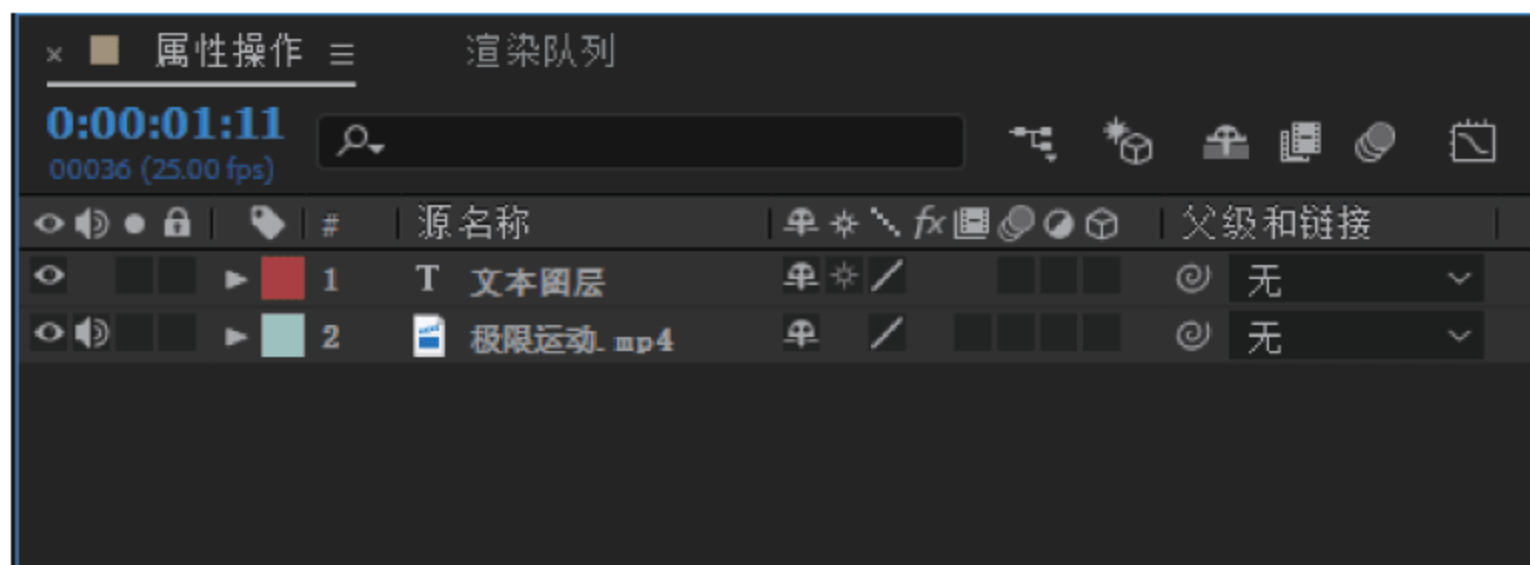 属性操作 渲染队列
0:00:01:11
00036 (25.00 fps)
# 源名称 fx 父级和链接
1 T 文本图层 无
2 极限运动.mp4 无